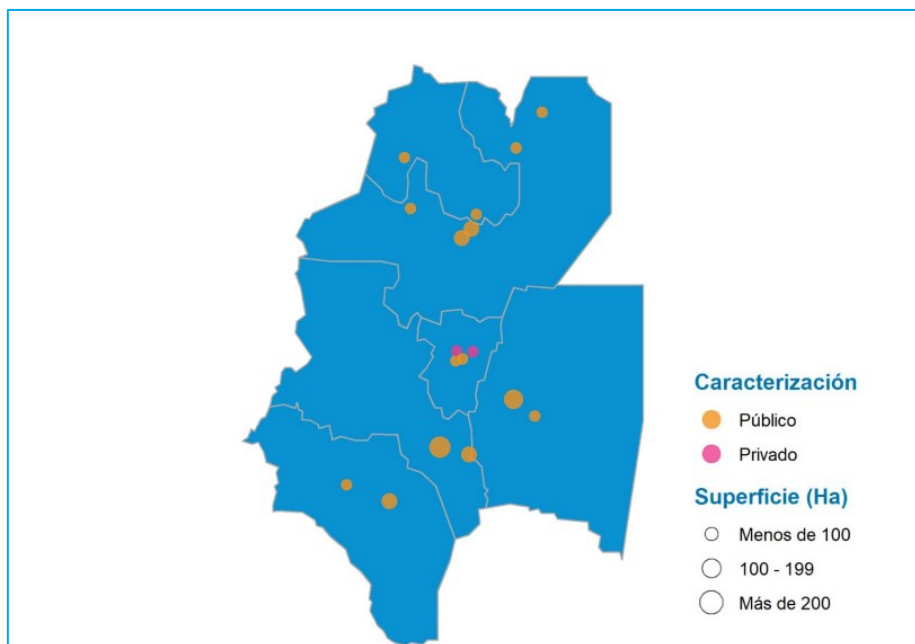 Caracterización
Público
Privado
Superficie (Ha)
Menos de 100
100 - 199
Más de 200